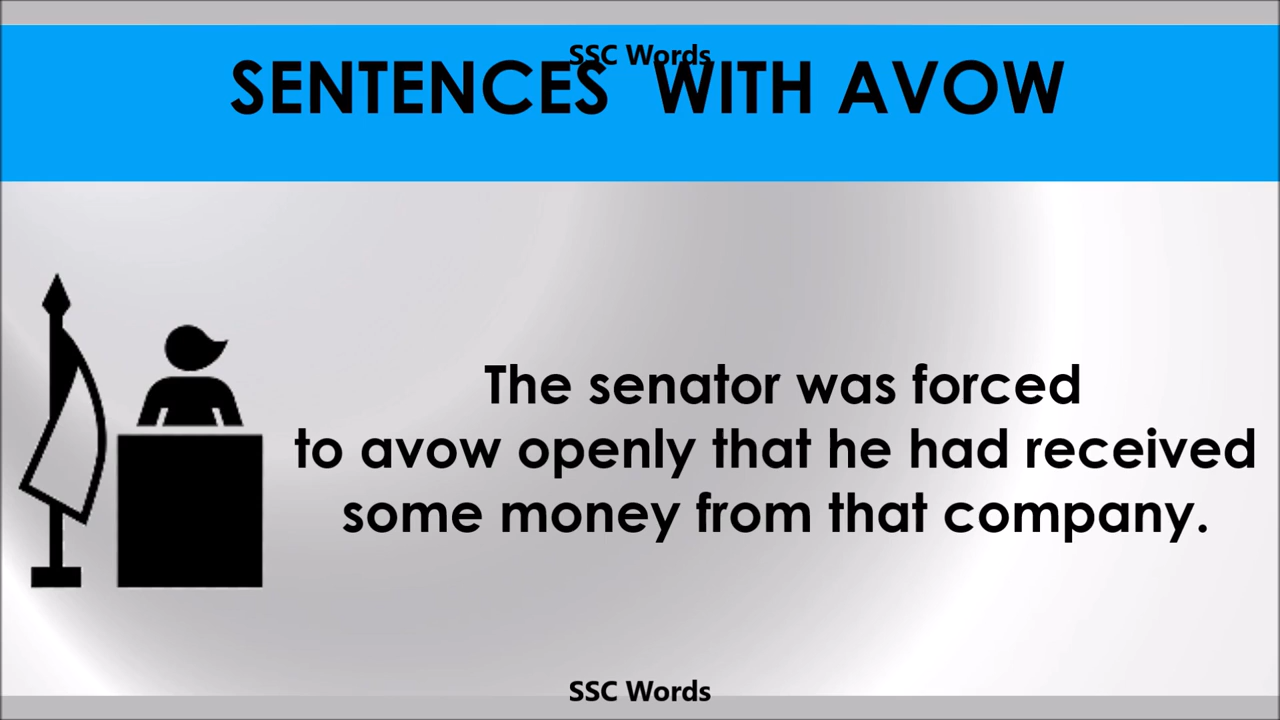 SSC Words
SENTENCES WITH AVOW
The senator was forced
to avow openly that he had received
some money from that company.
SSC Words